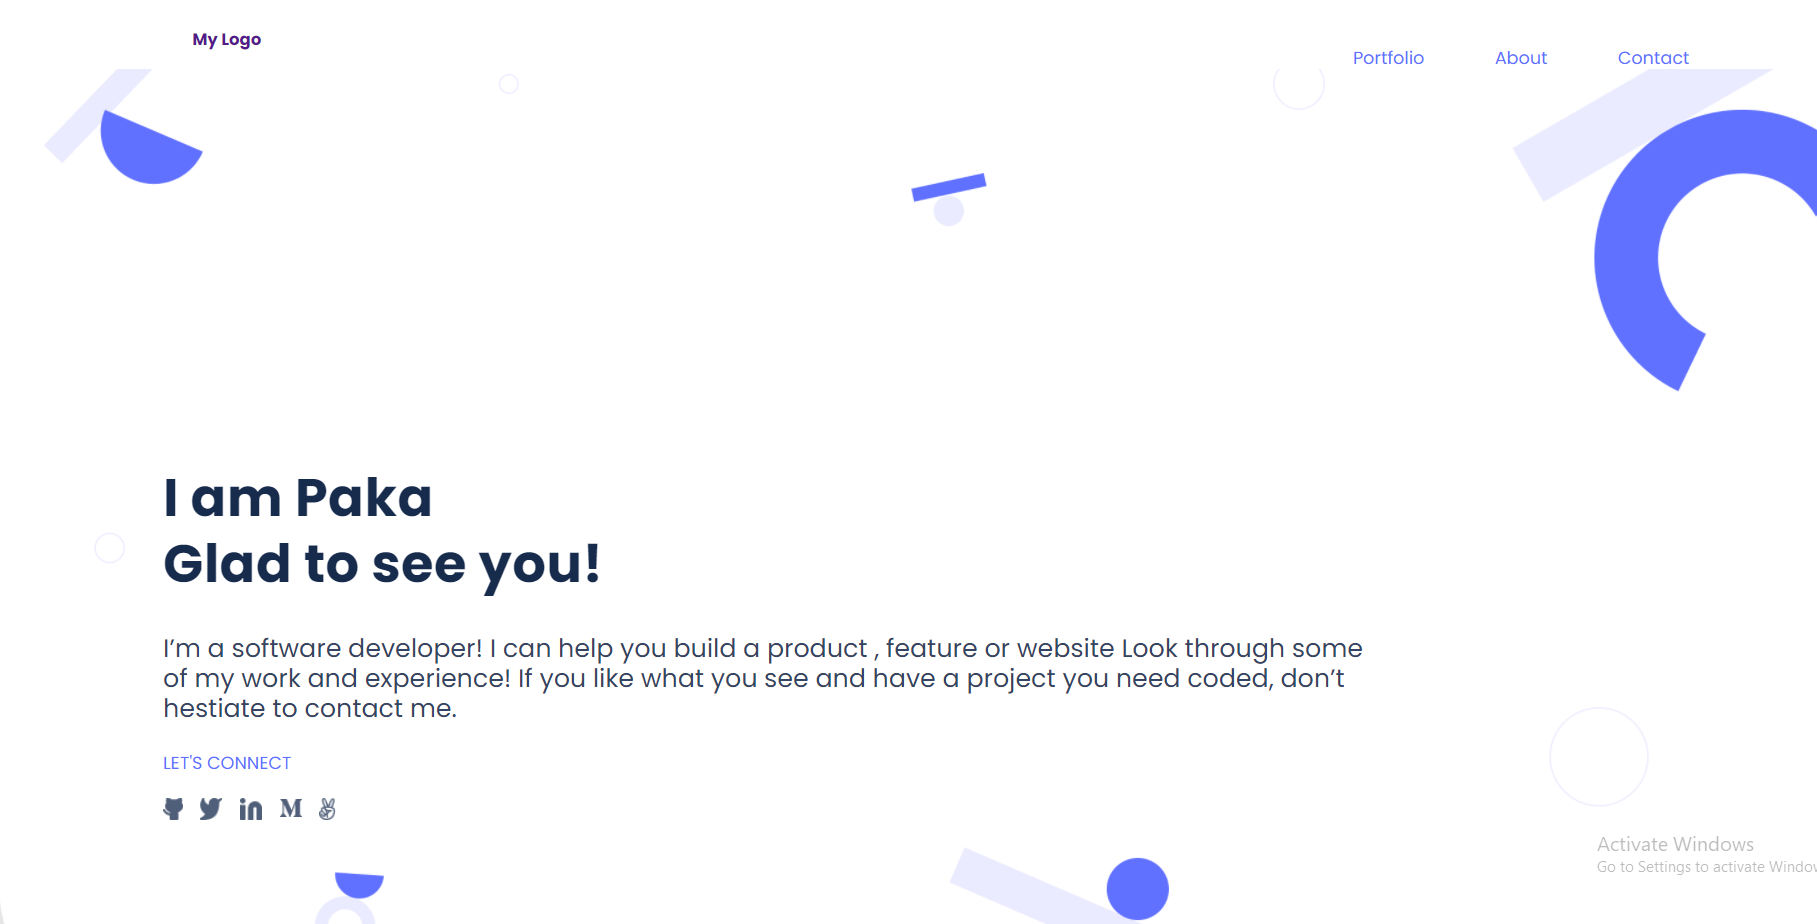 My Logo
Portfolio About Contact
I am Paka
Glad to see you!
I’m a software developer! I can help you build a product , feature or website Look through some
of my work and experience! If you like what you see and have a project you need coded, don’t
hestiate to contact me.
LET'S CONNECT
Activate Windows
Go to Settings to activate Window